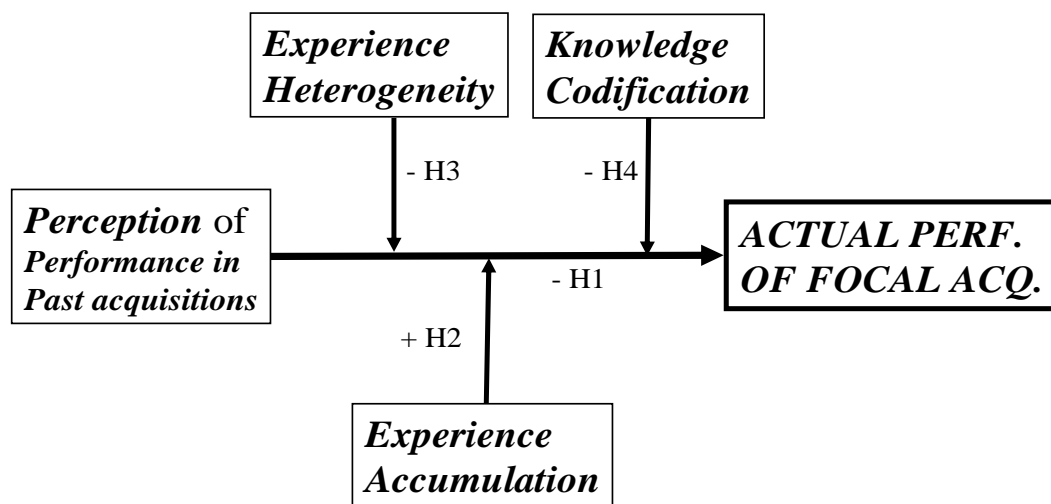 Experience
Heterogeneity
Knowledge
Codification
- H3
- H4
Perception of
Performance in
Past acquisitions
ACTUAL PERF.
OF FOCAL ACQ.
- H1
+ H2
Experience
Accumulation